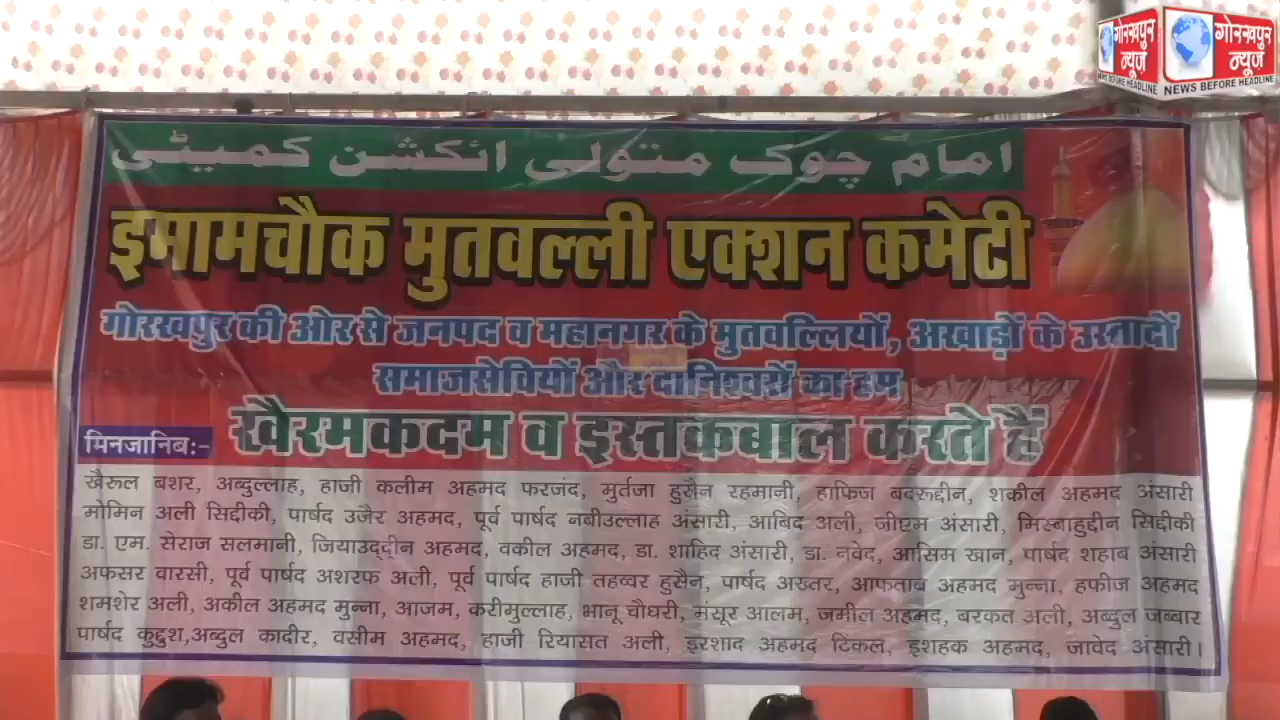 गोरखपुर न्यूज़
NEWS BEFORE HEADLINE
गोरखपुर न्यूज़
NEWS BEFORE HEADLINE
امام چوک متولی ائکشن کمیٹی
इमामचौक मुतवल्ली एक्शन कमेटी
गोरखपुर की ओर से जनपद व महानगर के मुतवल्लियों, अखाड़ों के उस्तादों
समाजसेवियों और दानिश्वरों का हम
खैरमकदम व इस्तकबाल करते हैं
मिनजानिब:-
खैरूल बशर, अब्दुल्लाह, हाजी कलीम अहमद फरजंद, मुर्तजा हुसैन रहमानी, हाफिज बदरूद्दीन, शकील अहमद अंसारी
मोमिन अली सिद्दीकी, पार्षद उजैर अहमद, पूर्व पार्षद नबीउल्लाह अंसारी, आबिद अली, जीएम अंसारी, मिस्बाहुद्दीन सिद्दीकी
डा. एम. सेराज सलमानी, जियाउद्दीन अहमद, वकील अहमद, डा. शाहिद अंसारी, डा. नवेद, आसिम खान, पार्षद शहाब अंसारी
अफसर वारसी, पूर्व पार्षद अशरफ अली, पूर्व पार्षद हाजी तहव्वर हुसैन, पार्षद अख्तर, आफताब अहमद मुन्ना, हफीज अहमद
शमशेर अली, अकील अहमद मुन्ना, आजम, करीमुल्लाह, भानू चौधरी, मंसूर आलम, जमील अहमद, बरकत अली, अब्दुल जब्बार
पार्षद कुद्दुश,अब्दुल कादीर, वसीम अहमद, हाजी रियासत अली, इरशाद अहमद टिकल, इशहक अहमद, जावेद अंसारी।